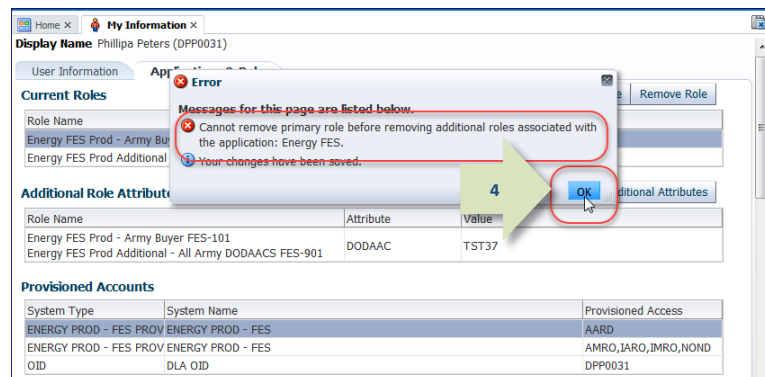 Home × My Information ×
Display Name Phillipa Peters (DPP0031)
User Information
Error
Current Roles
Remove Role
Messages for this page are listed below.
Role Name
Cannot remove primary role before removing additional roles associated with
the application: Energy FES.
Energy FES Prod - Army
Energy FES Prod Additional
Your changes have been saved.
4
OK
Additional Role
ditional Attributes
Role Name Attribute Value
Energy FES Prod - Army Buyer FES-101
Energy FES Prod Additional - All Army DODAACS FES-901
DODAAC TST37
Provisioned Accounts
System Type System Name Provisioned Access
ENERGY PROD - FES PROV ENERGY PROD - FES AARD
ENERGY PROD - FES PROV ENERGY PROD - FES AMRO,IARO,IMRO,NOND
OID DLA OID DPP0031